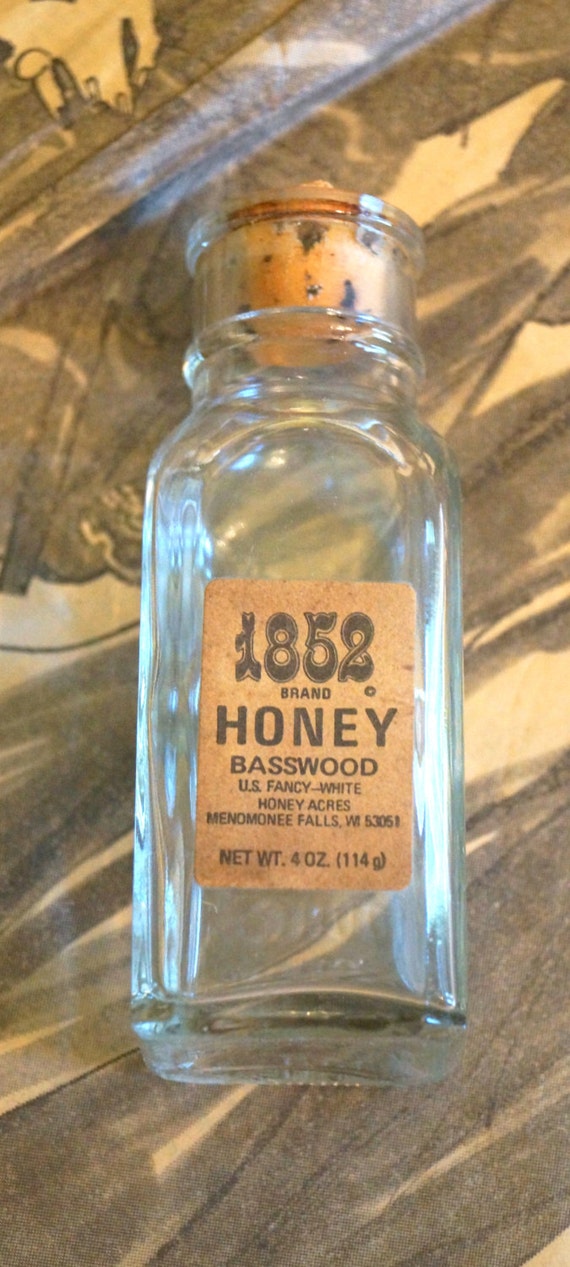 1852
BRAND ©
HONEY
BASSWOOD
U.S. FANCY-WHITE
HONEY ACRES
MENOMONEE FALLS, WI 53051
NET WT. 4 OZ. (114 g)